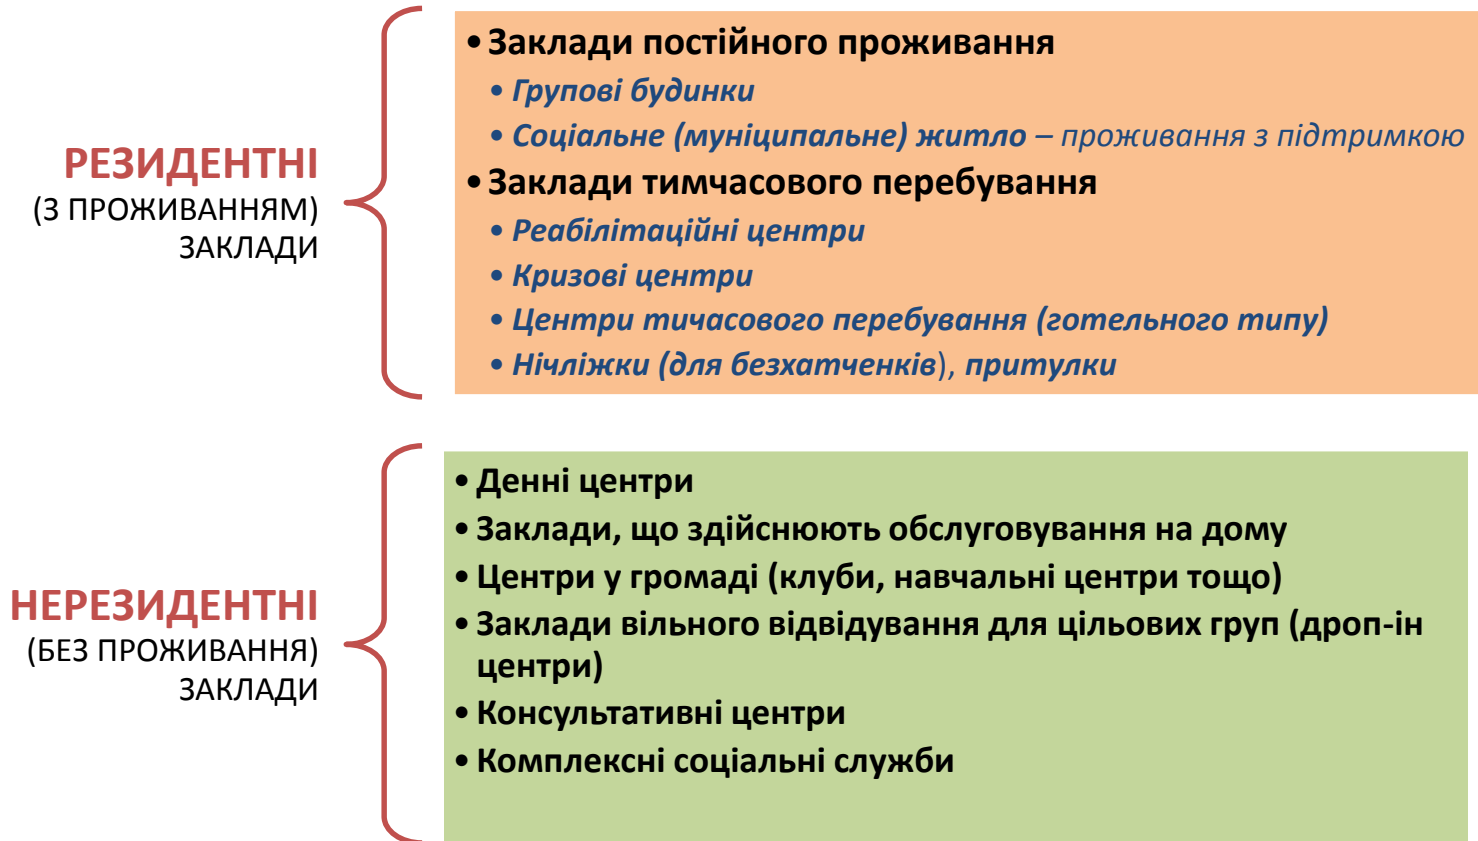 РЕЗИДЕНТНІ
(З ПРОЖИВАННЯМ)
ЗАКЛАДИ
• Заклади постійного проживання
• Групові будинки
• Соціальне (муніципальне) житло – проживання з підтримкою
• Заклади тимчасового перебування
• Реабілітаційні центри
• Кризові центри
• Центри тичасового перебування (готельного типу)
• Нічліжки (для безхатченків), притулки
НЕРЕЗИДЕНТНІ
(БЕЗ ПРОЖИВАННЯ)
ЗАКЛАДИ
• Денні центри
• Заклади, що здійснюють обслуговування на дому
• Центри у громаді (клуби, навчальні центри тощо)
• Заклади вільного відвідування для цільових груп (дроп-ін
центри)
• Консультативні центри
• Комплексні соціальні служби